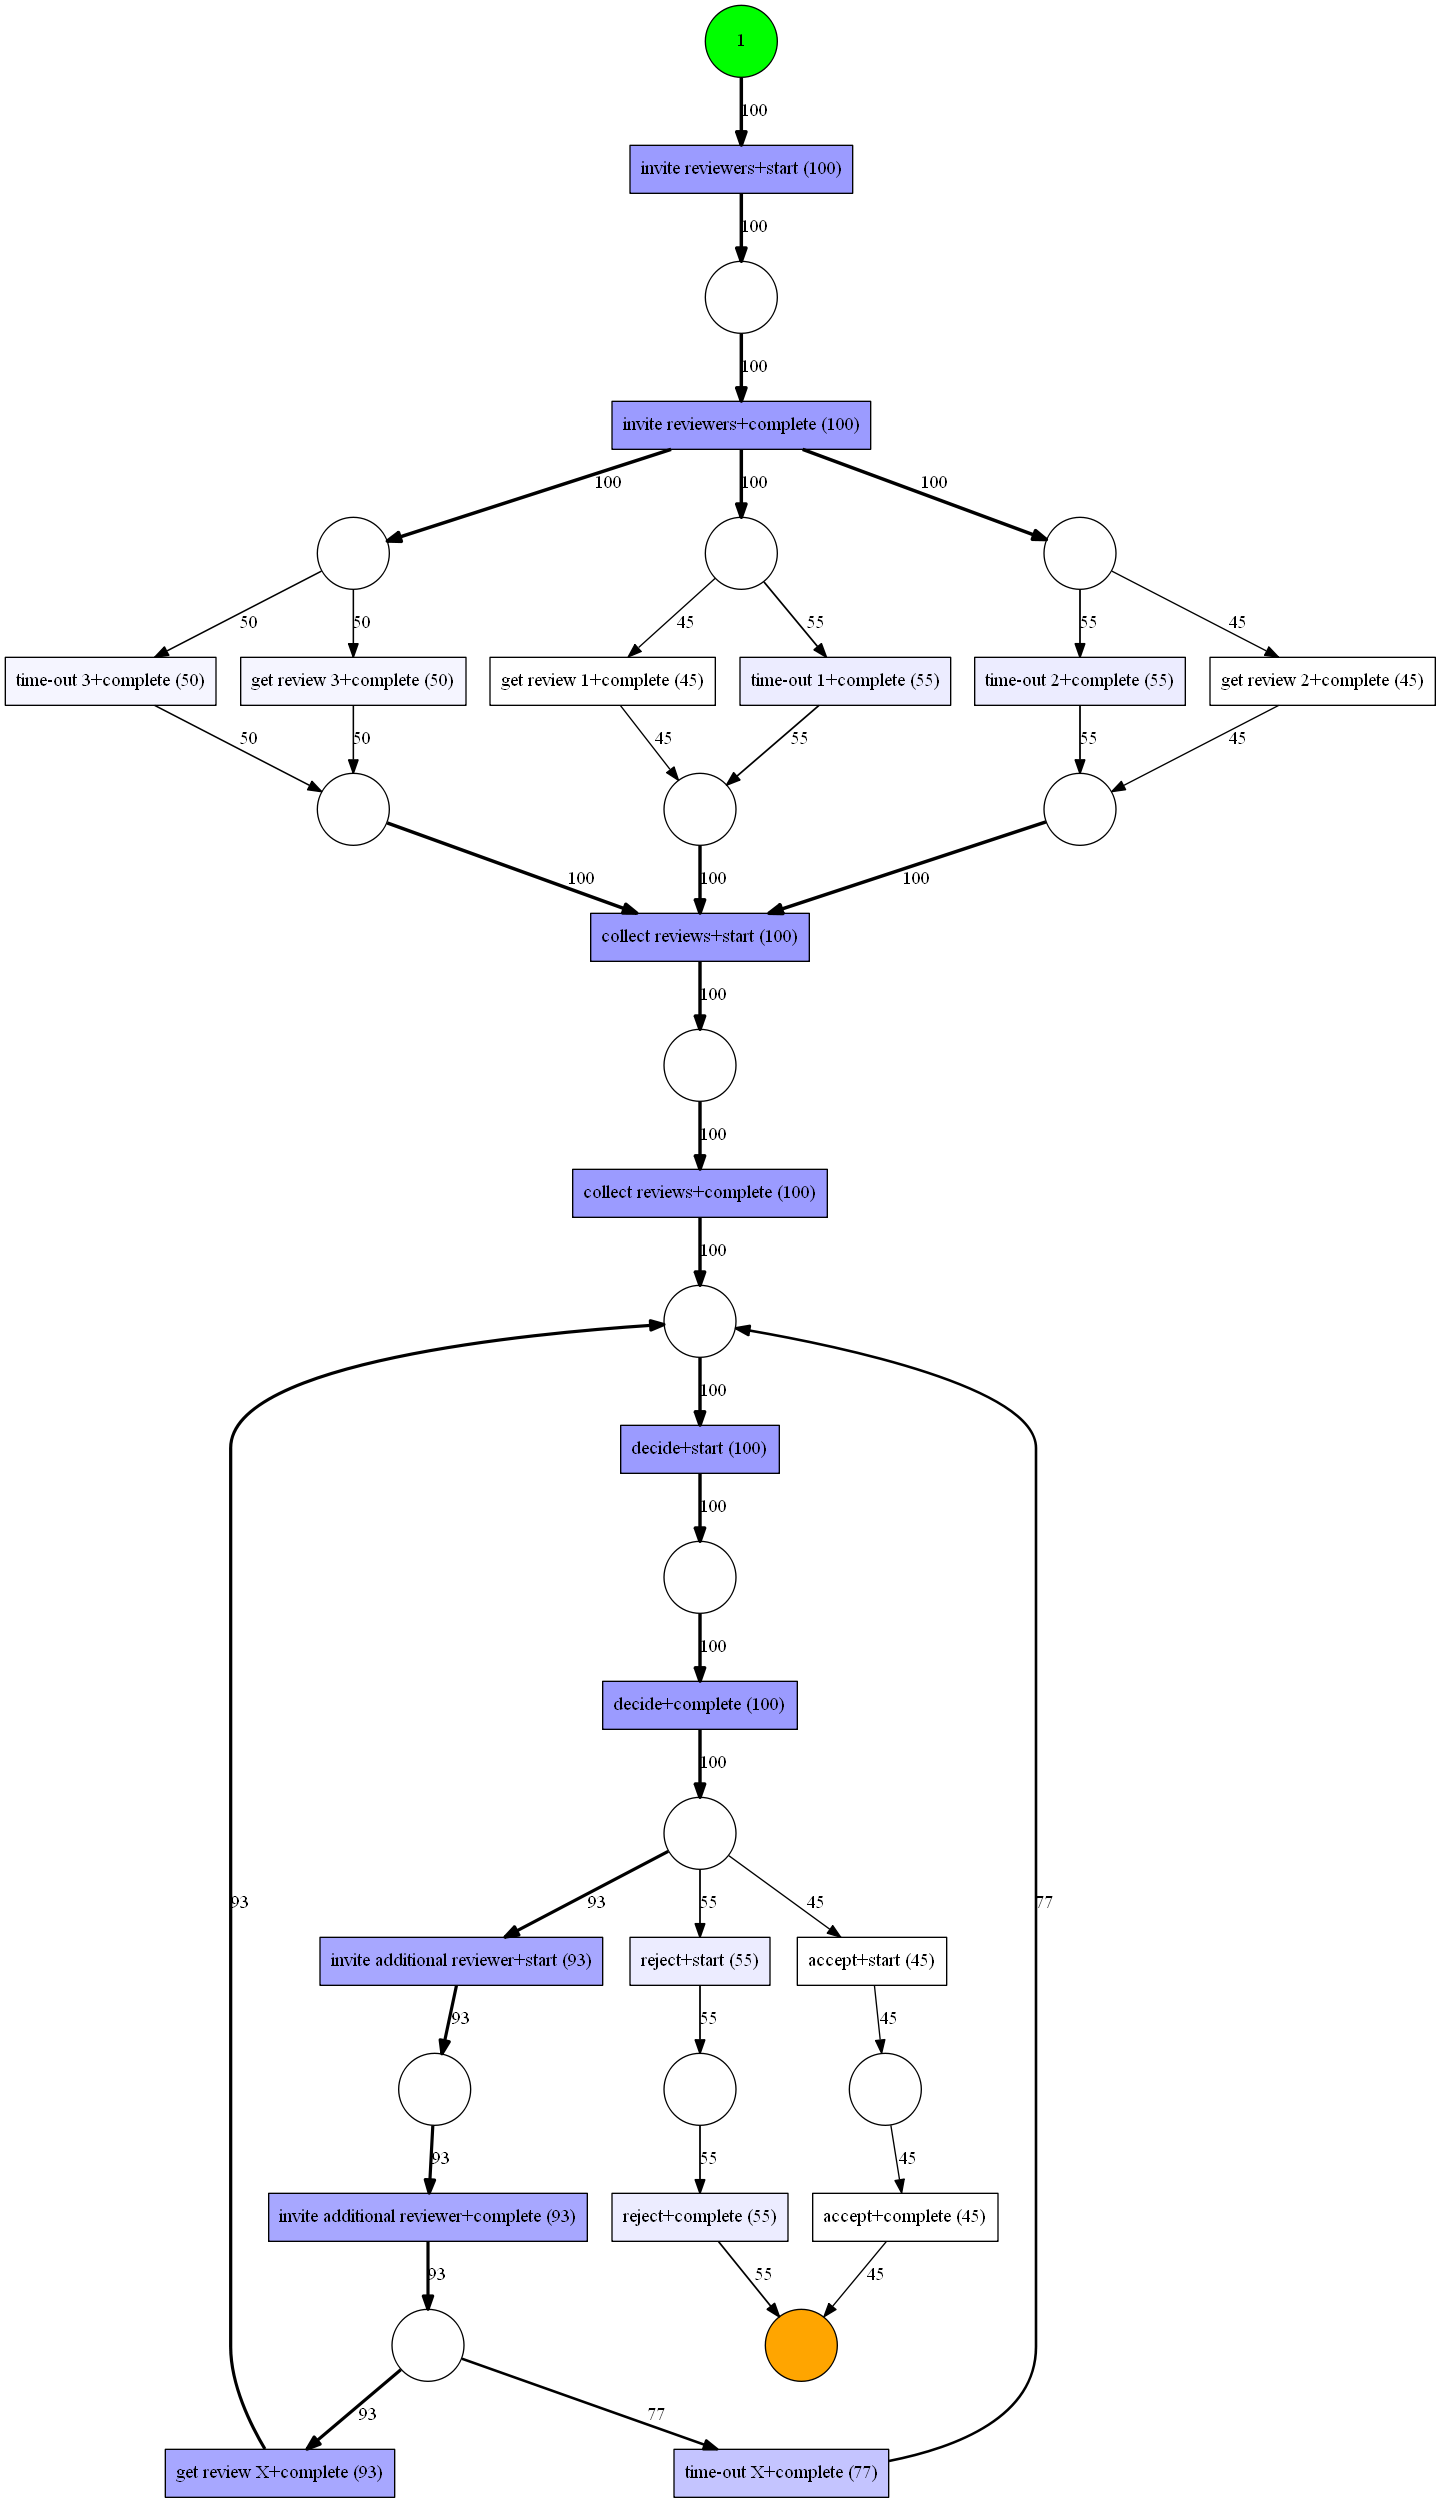 1
100
invite reviewers+start (100)
100
100
invite reviewers+complete (100)
100
100
100
50
50
45
55
55
45
time-out 3+complete (50)
get review 3+complete (50)
get review 1+complete (45)
time-out 1+complete (55)
time-out 2+complete (55)
get review 2+complete (45)
50
50
45
55
55
45
100
100
100
collect reviews+start (100)
100
100
collect reviews+complete (100)
100
100
decide+start (100)
100
100
decide+complete (100)
100
93
93
55
45
77
invite additional reviewer+start (93)
reject+start (55)
accept+start (45)
93
55
45
93
55
45
invite additional reviewer+complete (93)
reject+complete (55)
accept+complete (45)
93
55
45
93
77
get review X+complete (93)
time-out X+complete (77)